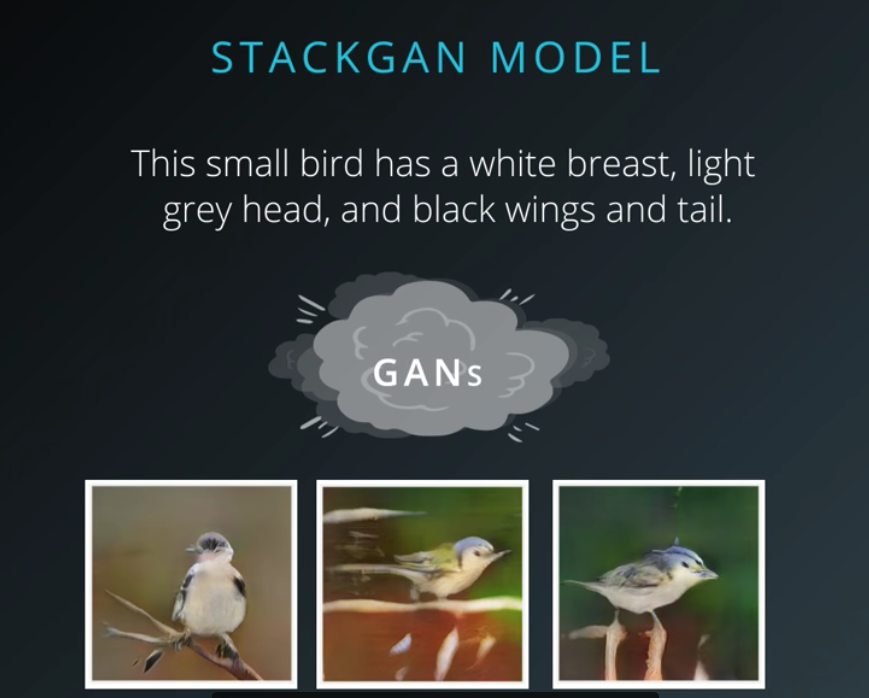 STACKGAN MODEL
This small bird has a white breast, light
grey head, and black wings and tail.
GANs